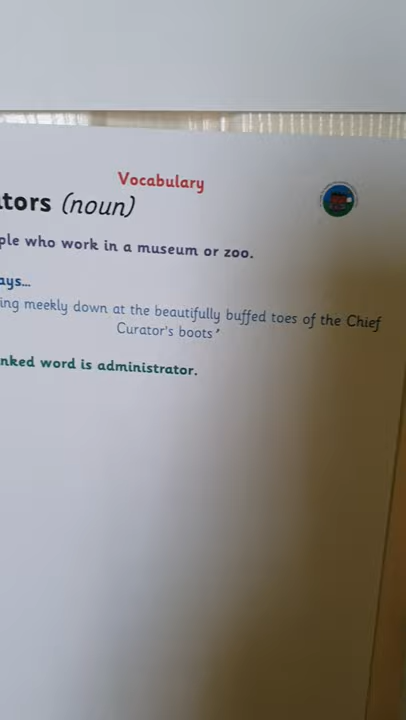 Vocabulary
tors (noun)
ple who work in a museum or zoo.
ays...
ing meekly down at the beautifully buffed toes of the Chief
Curator's boots'
nked word is administrator.